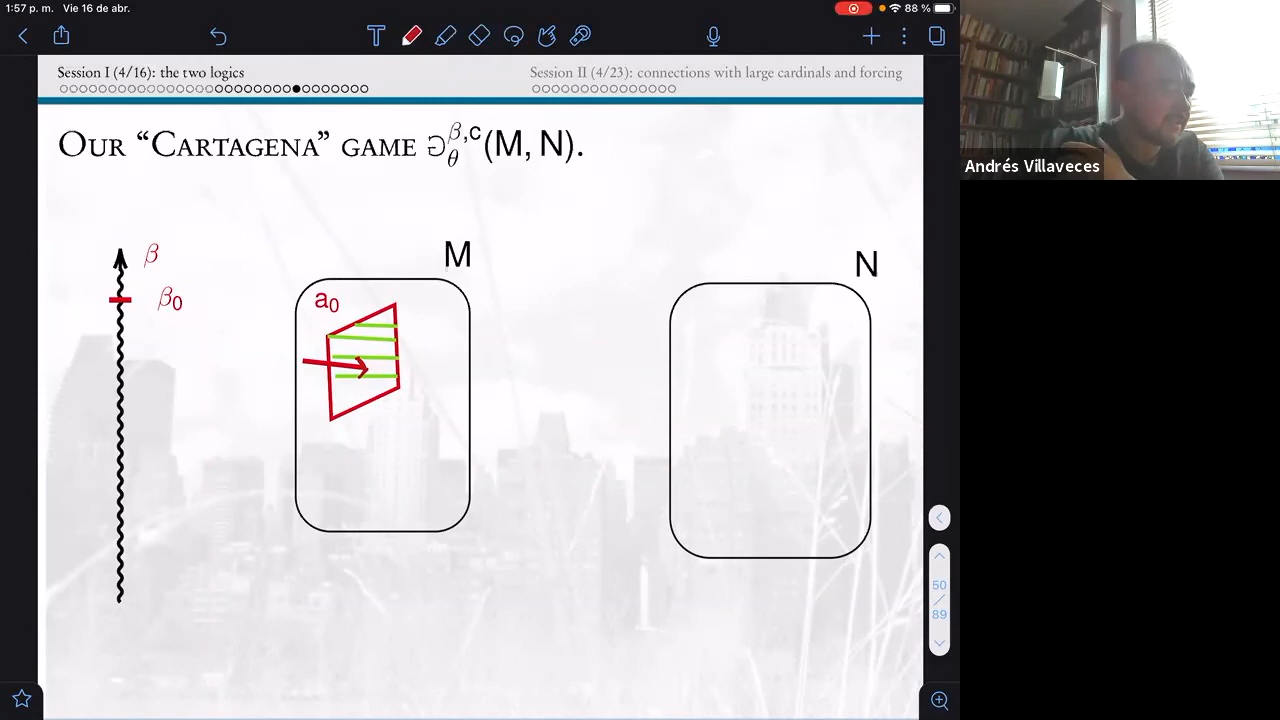 1:57 p. m. Vie 16 de abr.
88 %
Session I (4/16): the two logics
Session II (4/23): connections with large cardinals and forcing
Our “Cartagena” game ⅁θβ,c(M, N).
β
β0
M
a0
N
50
/
89
Andrés Villaveces